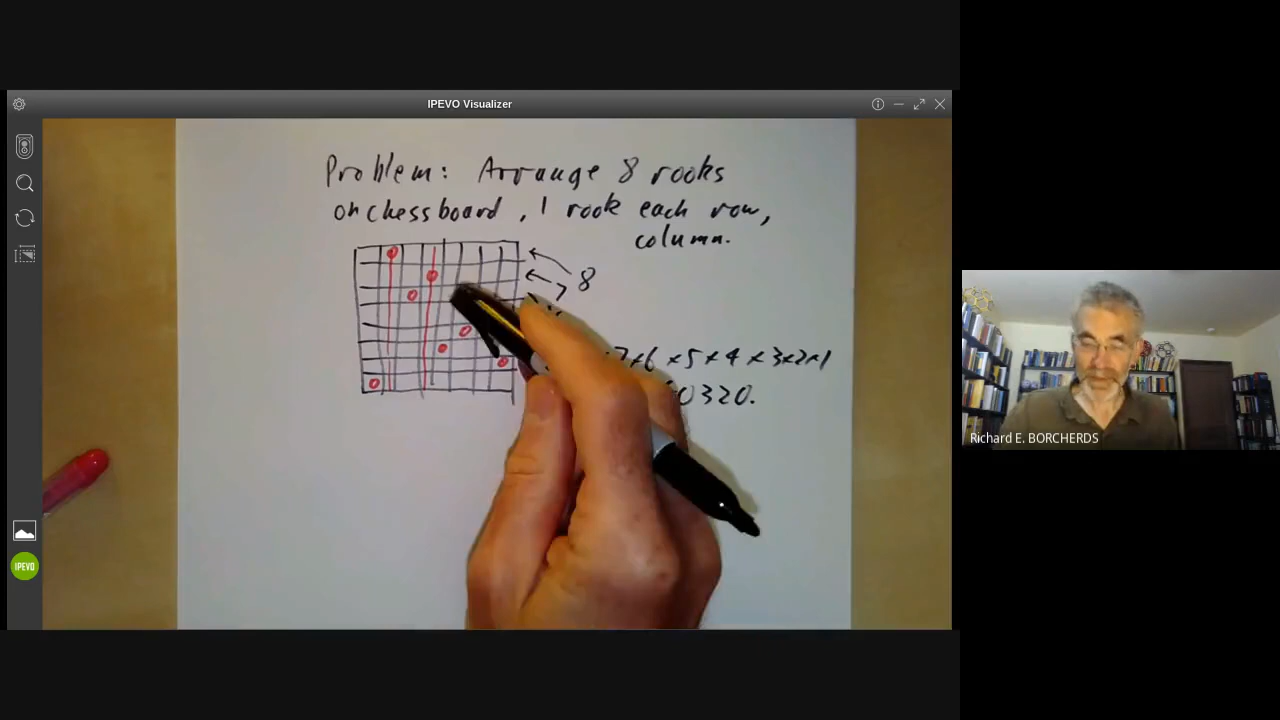 IPEVO Visualizer
Problem: Arrange 8 rooks
on chessboard, 1 rook each row,
column.
8
×7×6×5×4×3×2×1
0320.
IPEVO
Richard E. BORCHERDS